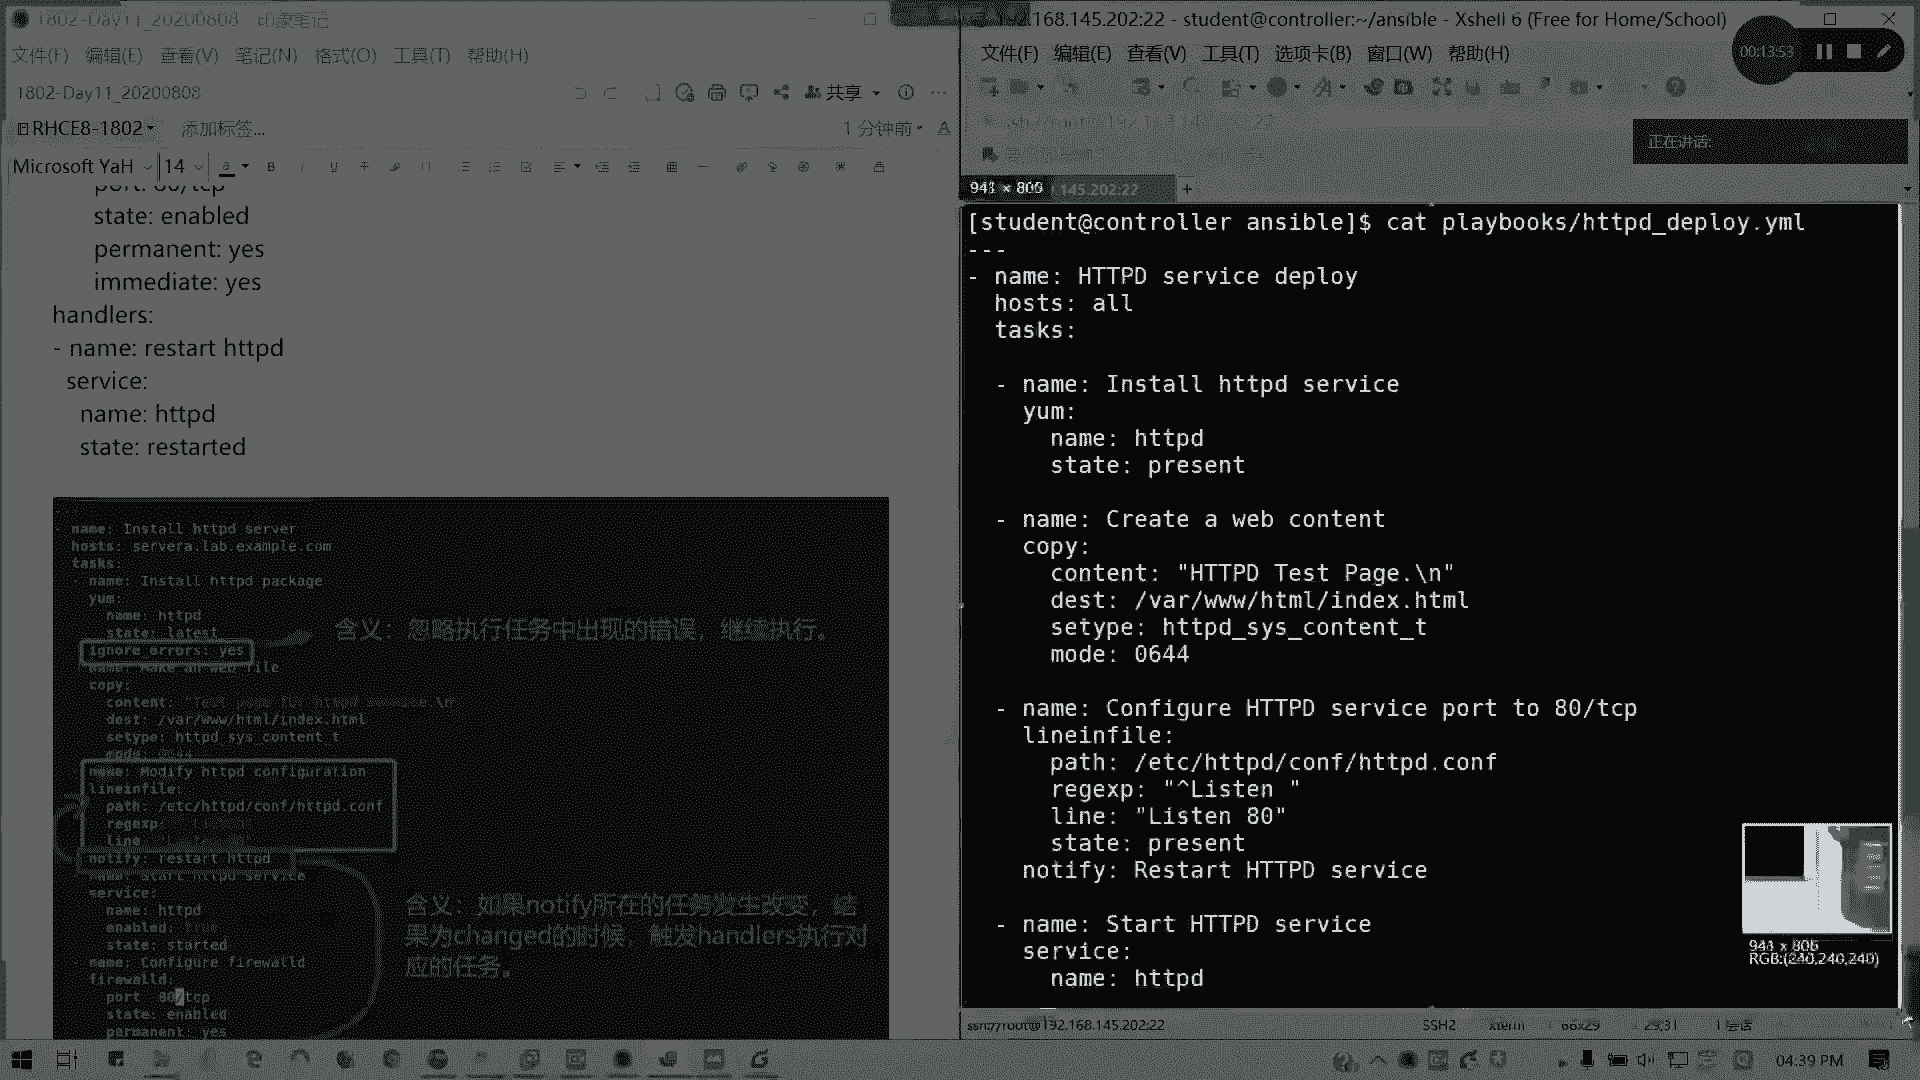 1802-Day11_20200808 - 印象笔记
文件(F) 编辑(E) 查看(V) 笔记(N) 格式(O) 工具(T) 帮助(H)
1802-Day11_20200808
共享
RHCE8-1802
添加标签...
1 分钟前
Microsoft YaH
14
port: 80/tcp
state: enabled
permanent: yes
immediate: yes
handlers:
- name: restart httpd
service:
name: httpd
state: restarted
- name: Install httpd server
hosts: servera.lab.example.com
tasks:
- name: Install httpd package
yum:
name: httpd
state: latest
ignore_errors: yes
name: Make an web file
copy:
content: "Test page for httpd service.\n"
dest: /var/www/html/index.html
setype: httpd_sys_content_t
mode: 0644
name: Modify httpd configuration
lineinfile:
path: /etc/httpd/conf/httpd.conf
regexp:
line:
notify: restart httpd
name: start httpd service
service:
name: httpd
enabled: true
state: started
- name: Configure firewalld
firewalld:
port 80/tcp
state: enabled
permanent: yes
含义：忽略执行任务中出现的错误，继续执行。
含义：如果notify所在的任务发生改变，结
果为changed的时候，触发handlers执行对
应的任务。
192.168.145.202:22 - student@controller:~/ansible - Xshell 6 (Free for Home/School)
文件(F) 编辑(E) 查看(V) 工具(T) 选项卡(B) 窗口(W) 帮助(H)
00:13:53
ssh://root@192.168.145.202:22
正在讲话:
943 × 806
.145.202:22
[student@controller ansible]$ cat playbooks/httpd_deploy.yml
---
- name: HTTPD service deploy
hosts: all
tasks:
- name: Install httpd service
yum:
name: httpd
state: present
- name: Create a web content
copy:
content: "HTTPD Test Page.\n"
dest: /var/www/html/index.html
setype: httpd_sys_content_t
mode: 0644
- name: Configure HTTPD service port to 80/tcp
lineinfile:
path: /etc/httpd/conf/httpd.conf
regexp: "^Listen "
line: "Listen 80"
state: present
notify: Restart HTTPD service
- name: Start HTTPD service
service:
name: httpd
943 x 806
RGB:(240,240,240)
ssh://root@192.168.145.202:22
SSH2
xterm
66x29
29,31
1 会话
04:39 PM